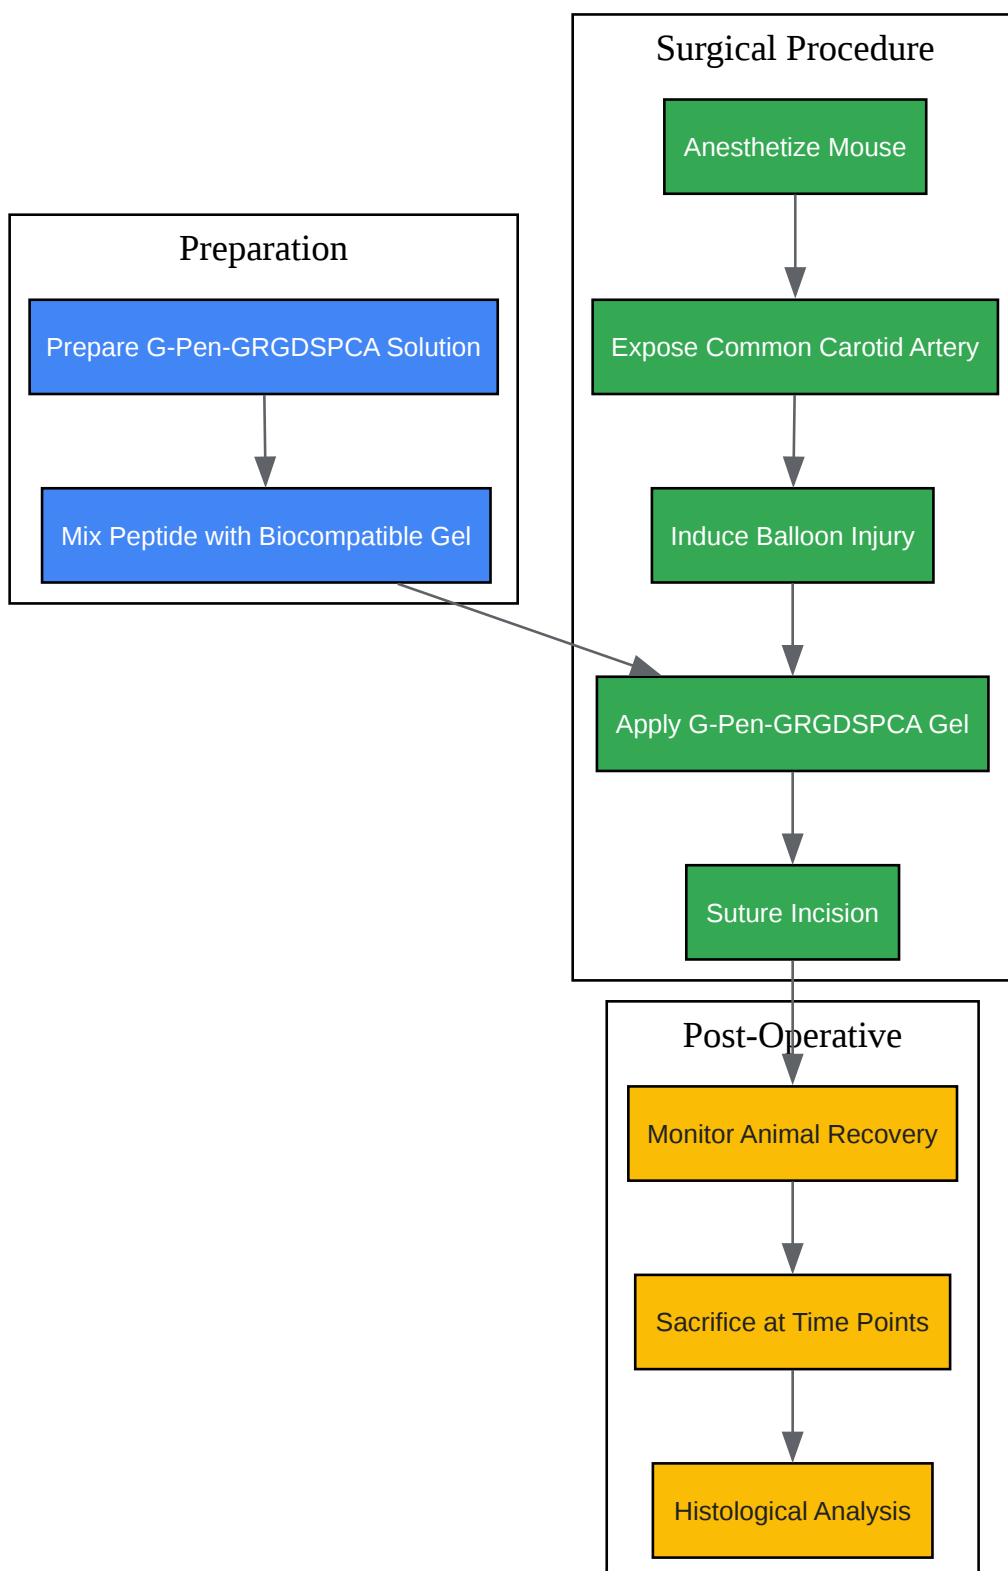 Surgical Procedure
Anesthetize Mouse
Preparation
Prepare G-Pen-GRGDSPCA Solution
Expose Common Carotid Artery
Mix Peptide with Biocompatible Gel
Induce Balloon Injury
Apply G-Pen-GRGDSPCA Gel
Suture Incision
Post-Operative
Monitor Animal Recovery
Sacrifice at Time Points
Histological Analysis